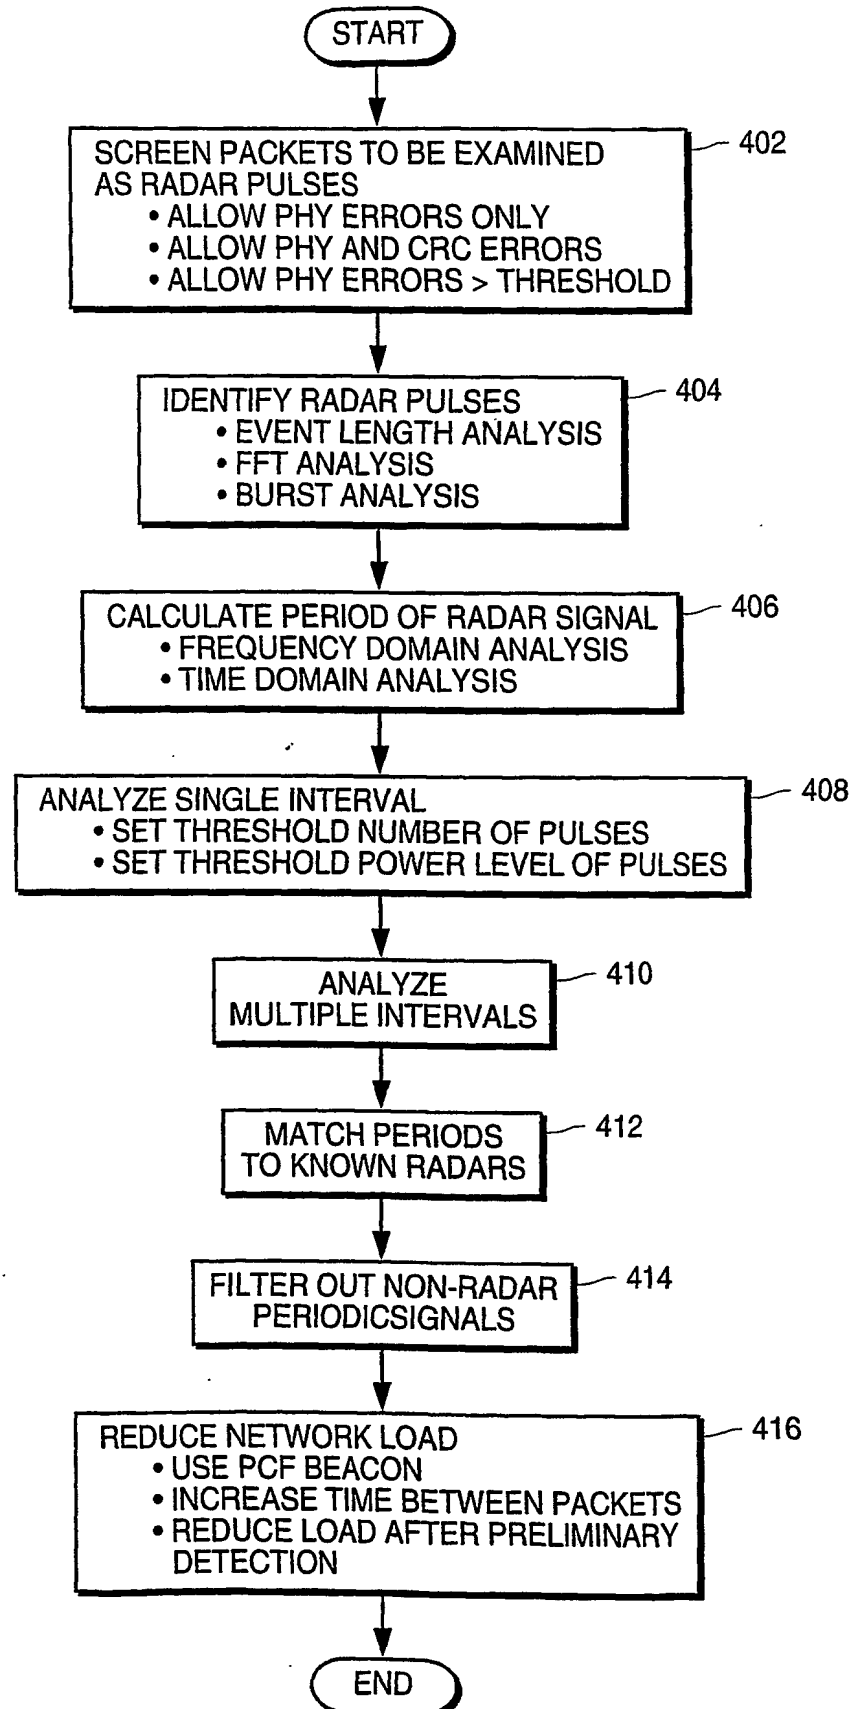 START
402
SCREEN PACKETS TO BE EXAMINED
AS RADAR PULSES
• ALLOW PHY ERRORS ONLY
• ALLOW PHY AND CRC ERRORS
• ALLOW PHY ERRORS > THRESHOLD
404
IDENTIFY RADAR PULSES
• EVENT LENGTH ANALYSIS
• FFT ANALYSIS
• BURST ANALYSIS
406
CALCULATE PERIOD OF RADAR SIGNAL
• FREQUENCY DOMAIN ANALYSIS
• TIME DOMAIN ANALYSIS
408
ANALYZE SINGLE INTERVAL
• SET THRESHOLD NUMBER OF PULSES
• SET THRESHOLD POWER LEVEL OF PULSES
410
ANALYZE
MULTIPLE INTERVALS
412
MATCH PERIODS
TO KNOWN RADARS
414
FILTER OUT NON-RADAR
PERIODICSIGNALS
416
REDUCE NETWORK LOAD
• USE PCF BEACON
• INCREASE TIME BETWEEN PACKETS
• REDUCE LOAD AFTER PRELIMINARY
DETECTION
END